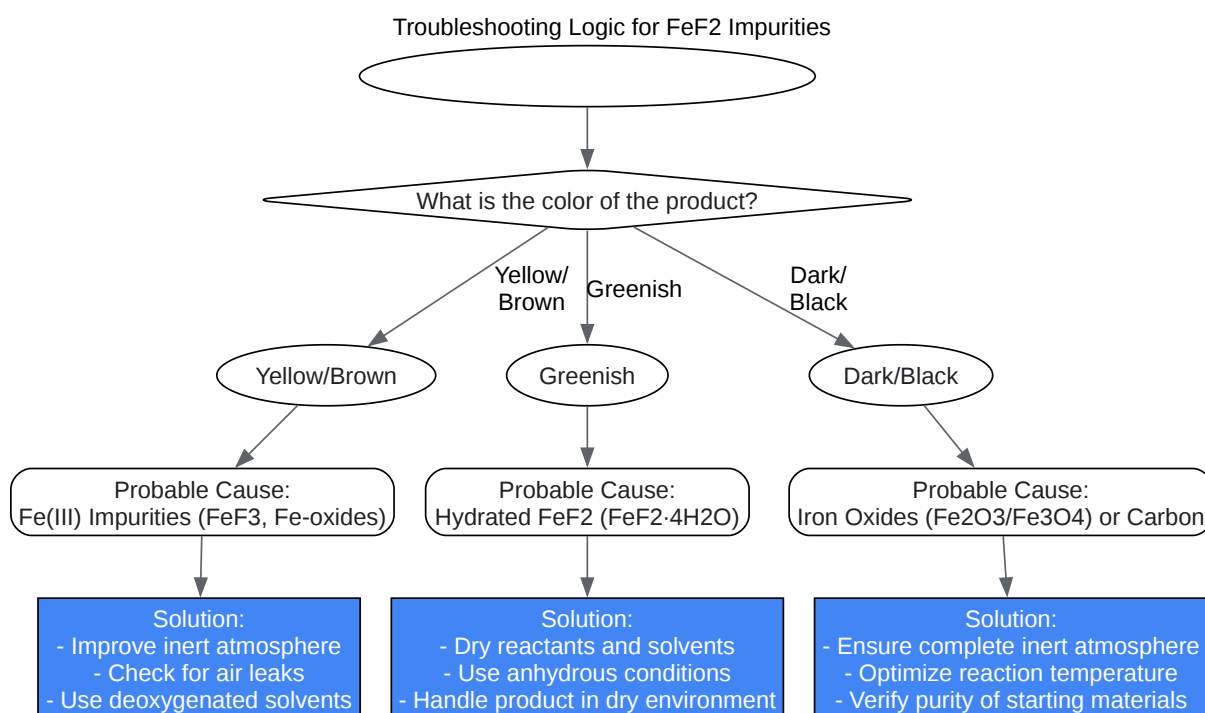 Troubleshooting Logic for FeF2 Impurities
What is the color of the product?
Yellow/
Brown
Greenish
Dark/
Black
Yellow/Brown
Greenish
Dark/Black
Probable Cause:
Fe(III) Impurities (FeF3, Fe-oxides)
Probable Cause:
Hydrated FeF2 (FeF2·4H2O)
Probable Cause:
Iron Oxides (Fe2O3/Fe3O4) or Carbon
Solution:
- Improve inert atmosphere
- Check for air leaks
- Use deoxygenated solvents
Solution:
- Dry reactants and solvents
- Use anhydrous conditions
- Handle product in dry environment
Solution:
- Ensure complete inert atmosphere
- Optimize reaction temperature
- Verify purity of starting materials